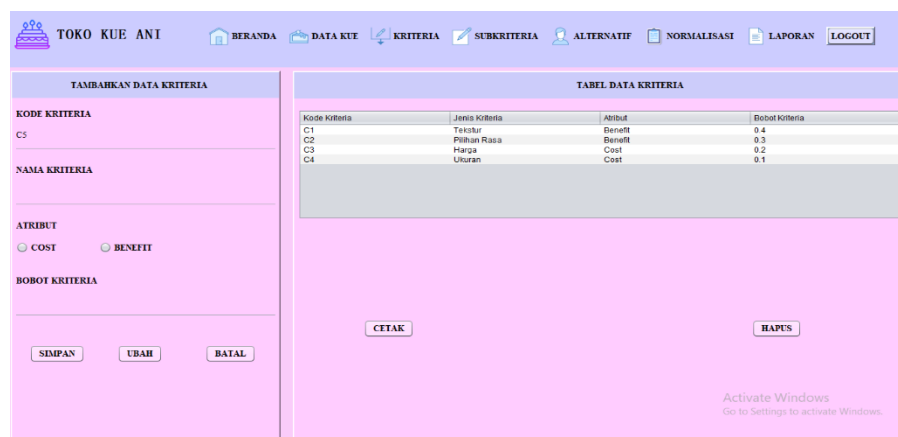 TOKO KUE ANI
BERANDA DATA KUE KRITERIA SUBKRITERIA ALTERNATIF NORMALISASI LAPORAN LOGOUT
TAMBAHKAN DATA KRITERIA
KODE KRITERIA
C5
NAMA KRITERIA
ATRIBUT
COST BENEFIT
BOBOT KRITERIA
SIMPAN UBAH BATAL
TABEL DATA KRITERIA
Kode Kriteria Jenis Kriteria Atribut Bobot Kriteria
C1 Tekstur Benefit 0.4
C2 Pilihan Rasa Benefit 0.3
C3 Harga Cost 0.2
C4 Ukuran Cost 0.1
CETAK HAPUS
Activate Windows
Go to Settings to activate Windows.